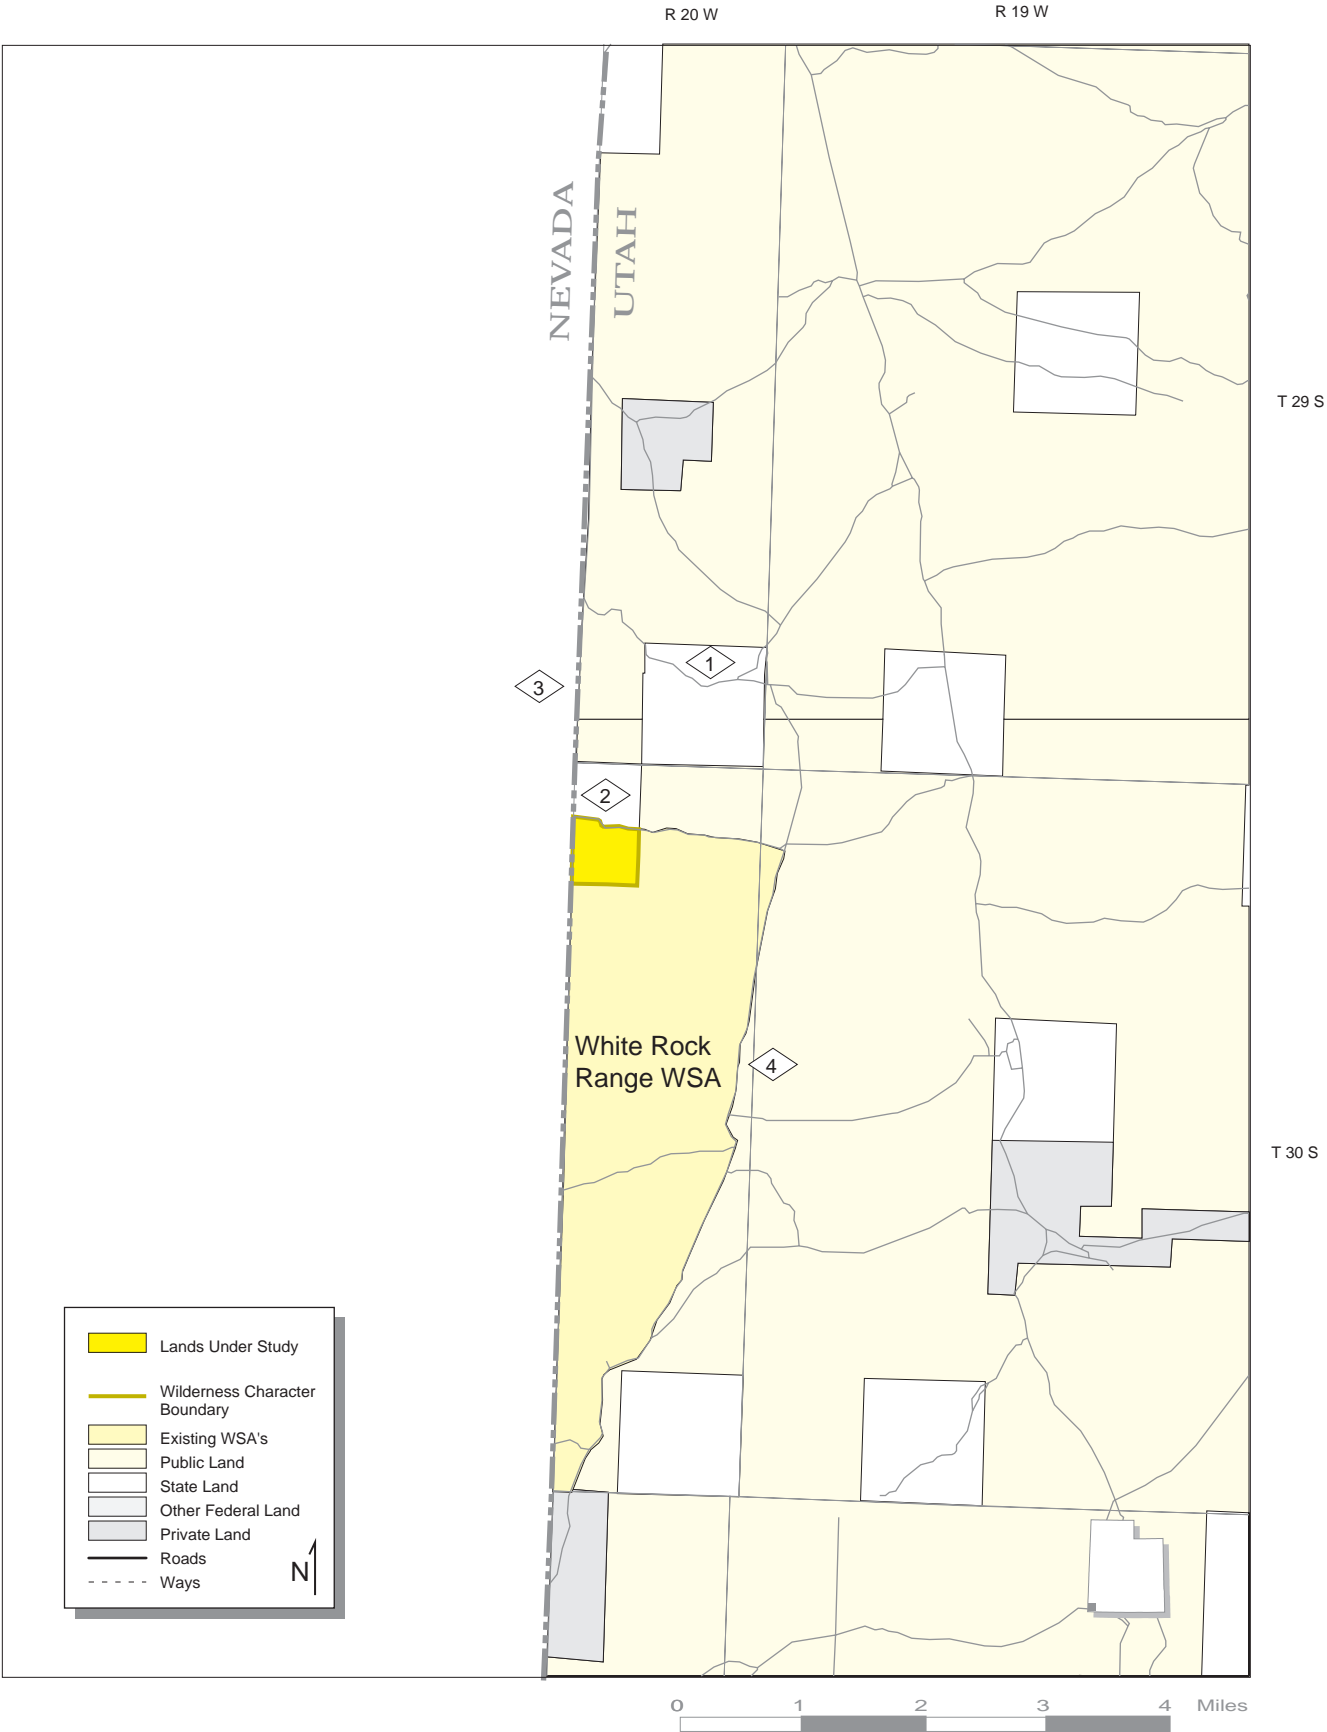 R 20 W
R 19 W
NEVADA
UTAH
T 29 S
1
3
2
White Rock
Range WSA
4
T 30 S
Lands Under Study
Wilderness Character
Boundary
Existing WSA's
Public Land
State Land
Other Federal Land
Private Land
Roads
Ways
N
0 1 2 3 4 Miles